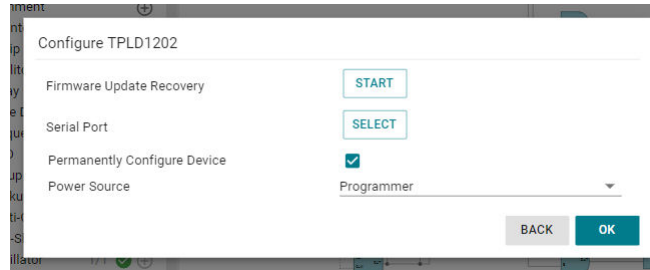 Configure TPLD1202
Firmware Update Recovery START
Serial Port SELECT
Permanently Configure Device
Power Source Programmer
BACK OK